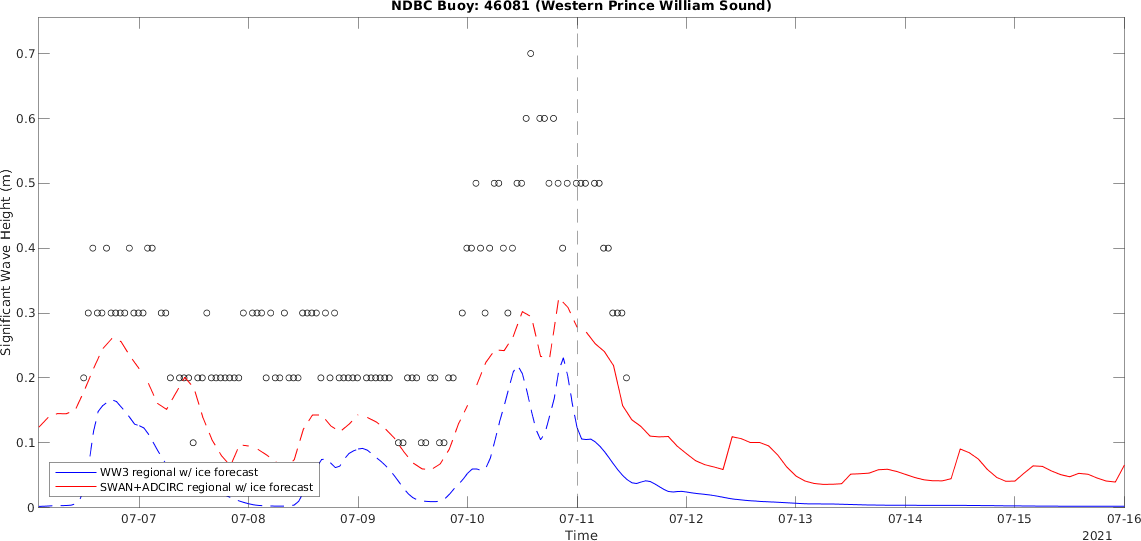 NDBC Buoy: 46081 (Western Prince William Sound)
Significant Wave Height (m)
0.7
0.6
0.5
0.4
0.3
0.2
0.1
0
WW3 regional w/ ice forecast
SWAN+ADCIRC regional w/ ice forecast
07-07 07-08 07-09 07-10 07-11 07-12 07-13 07-14 07-15 07-16
Time
2021